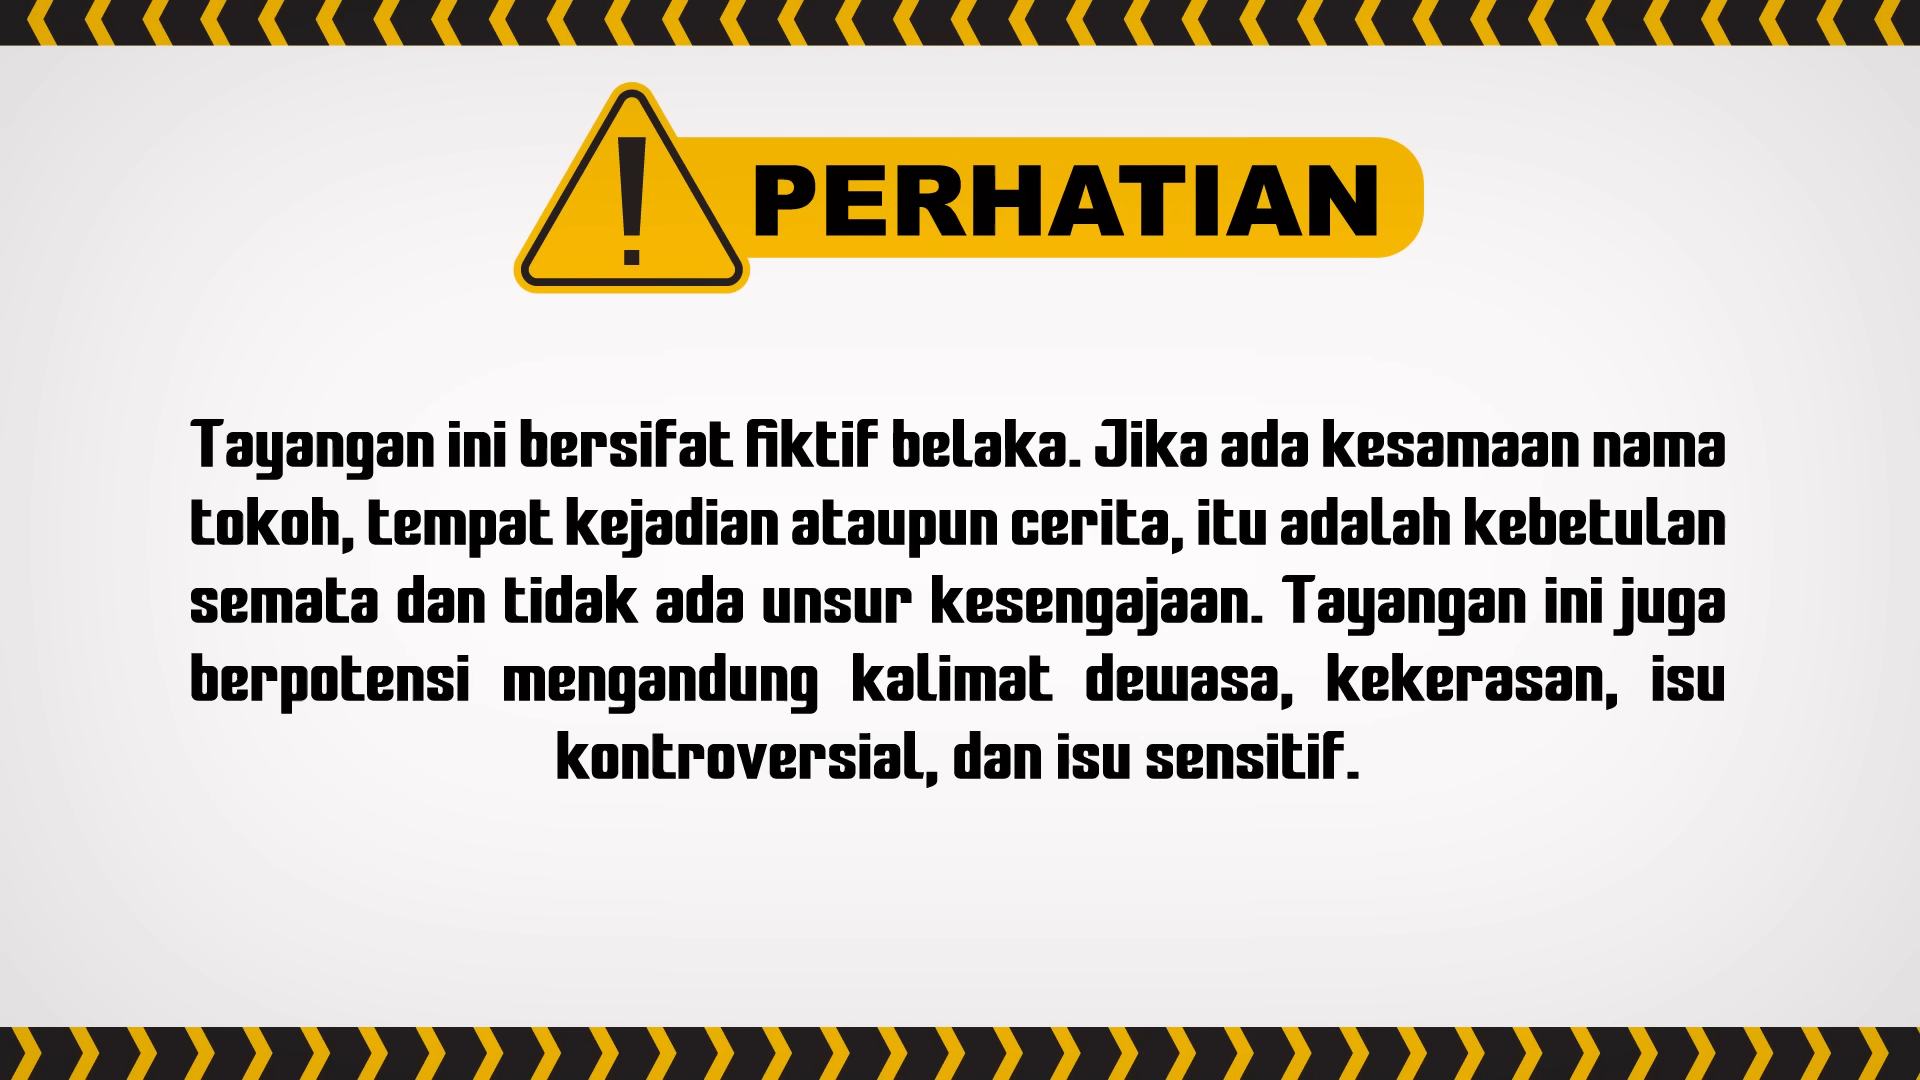 PERHATIAN
Tayangan ini bersifat fiktif belaka. Jika ada kesamaan nama
tokoh, tempat kejadian ataupun cerita, itu adalah kebetulan
semata dan tidak ada unsur kesengajaan. Tayangan ini juga
berpotensi mengandung kalimat dewasa, kekerasan, isu
kontroversial, dan isu sensitif.